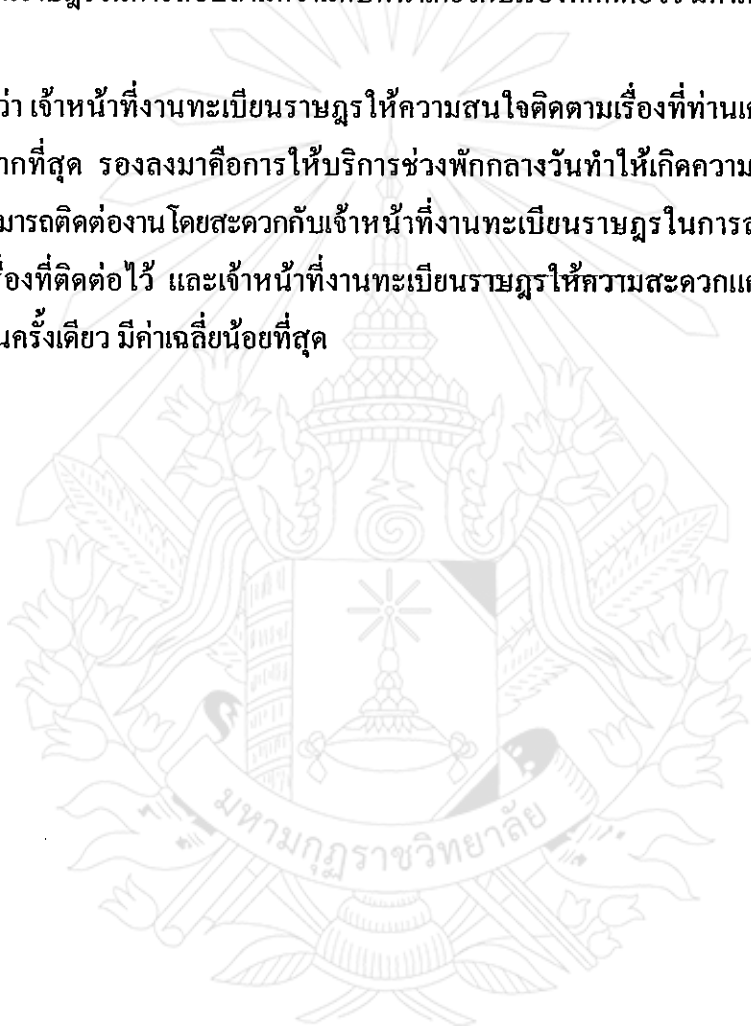 ว่า เจ้าหน้าที่งานทะเบียนราษฎรให้ความสนใจติดตามเรื่องที่ท่าน
ากที่สุด รองลงมาคือการให้บริการช่วงพักกลางวันทำให้เกิดความ
มารถติดต่องานโดยสะดวกกับเจ้าหน้าที่งานทะเบียนราษฎรในการ
ื่องที่ติดต่อไว้ และเจ้าหน้าที่งานทะเบียนราษฎรให้ความสะดวกแก
นครั้งเดียว มีค่าเฉลี่ยน้อยที่สุด
มหามกุฏราชวิทยาลัย